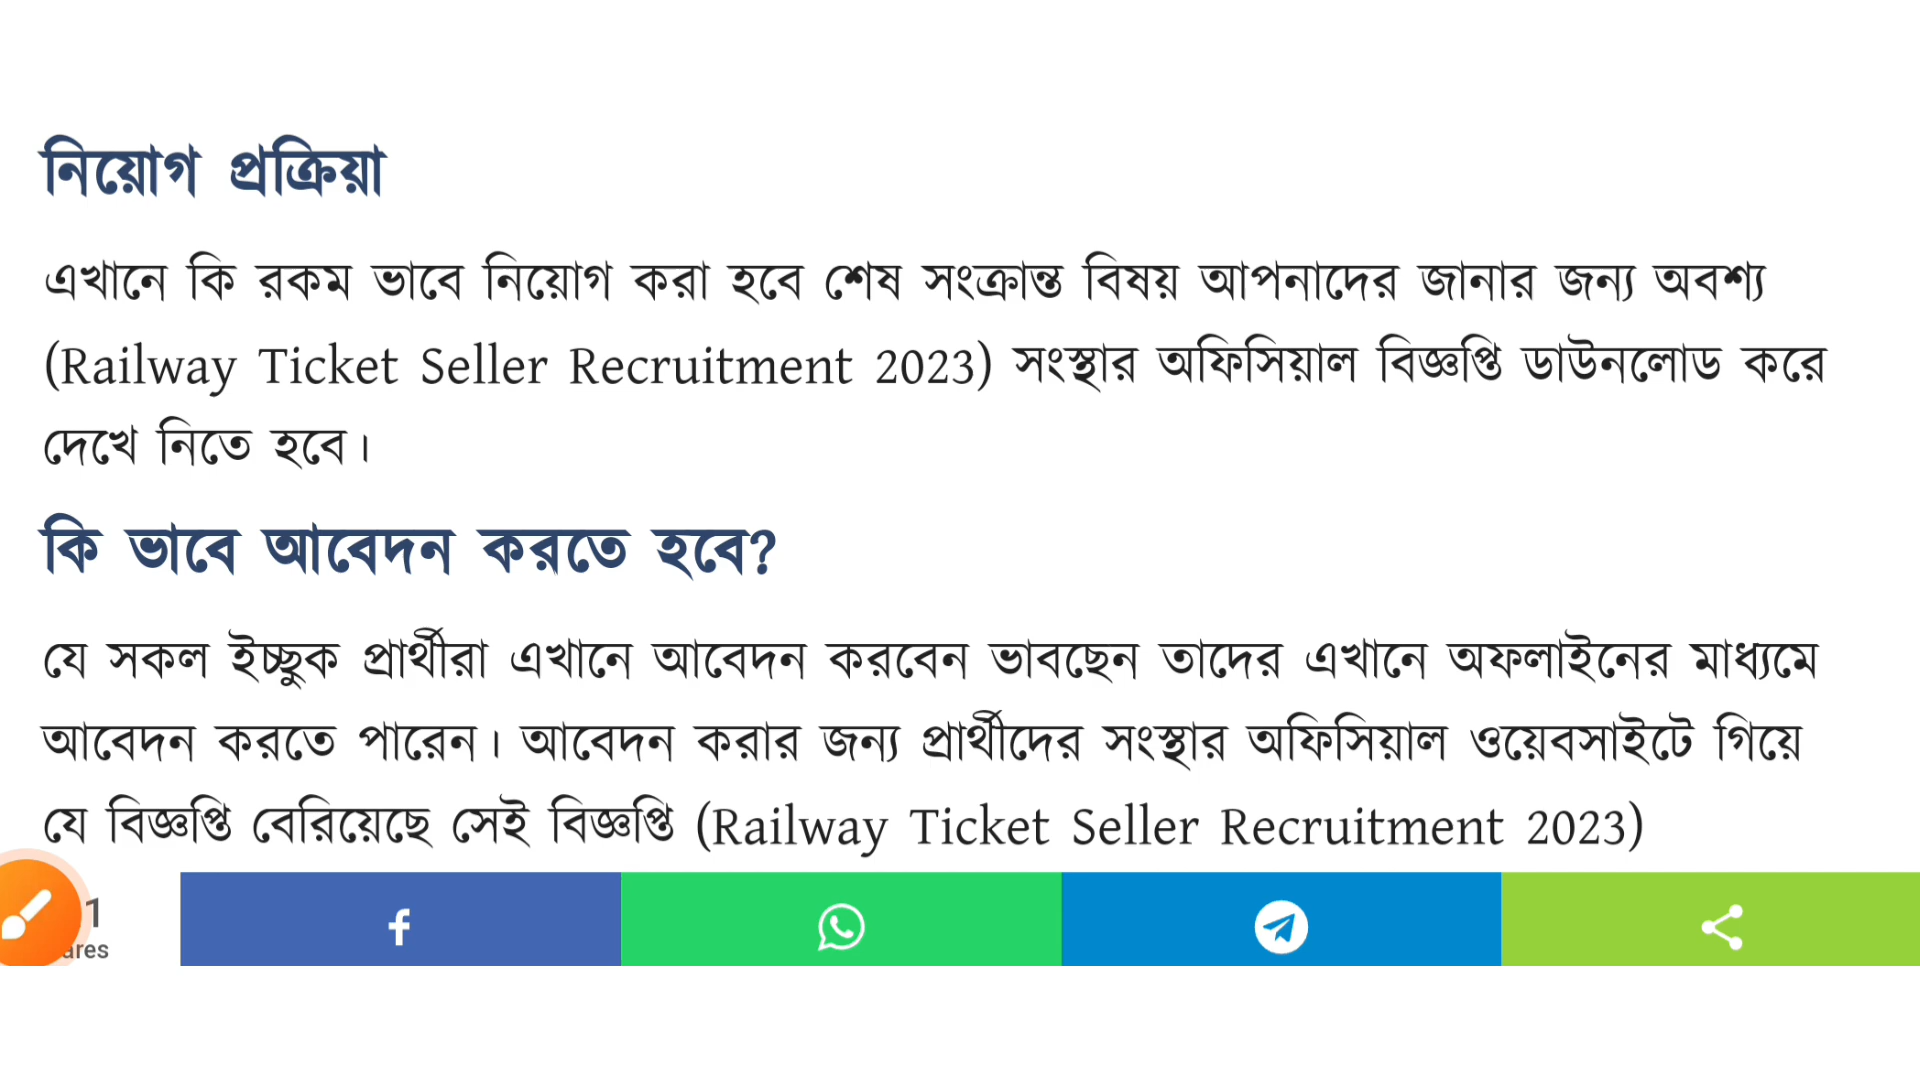 নিয়োগ প্রক্রিয়া
এখানে কি রকম ভাবে নিয়োগ করা হবে শেষ সংক্রান্ত বিষয় আপনাদের জানার জন্য অবশ্য
(Railway Ticket Seller Recruitment 2023) সংস্থার অফিসিয়াল বিজ্ঞপ্তি ডাউনলোড করে
দেখে নিতে হবে।
কি ভাবে আবেদন করতে হবে?
যে সকল ইচ্ছুক প্রার্থীরা এখানে আবেদন করবেন ভাবছেন তাদের এখানে অফলাইনের মাধ্যমে
আবেদন করতে পারেন। আবেদন করার জন্য প্রার্থীদের সংস্থার অফিসিয়াল ওয়েবসাইটে গিয়ে
যে বিজ্ঞপ্তি বেরিয়েছে সেই বিজ্ঞপ্তি (Railway Ticket Seller Recruitment 2023)
1